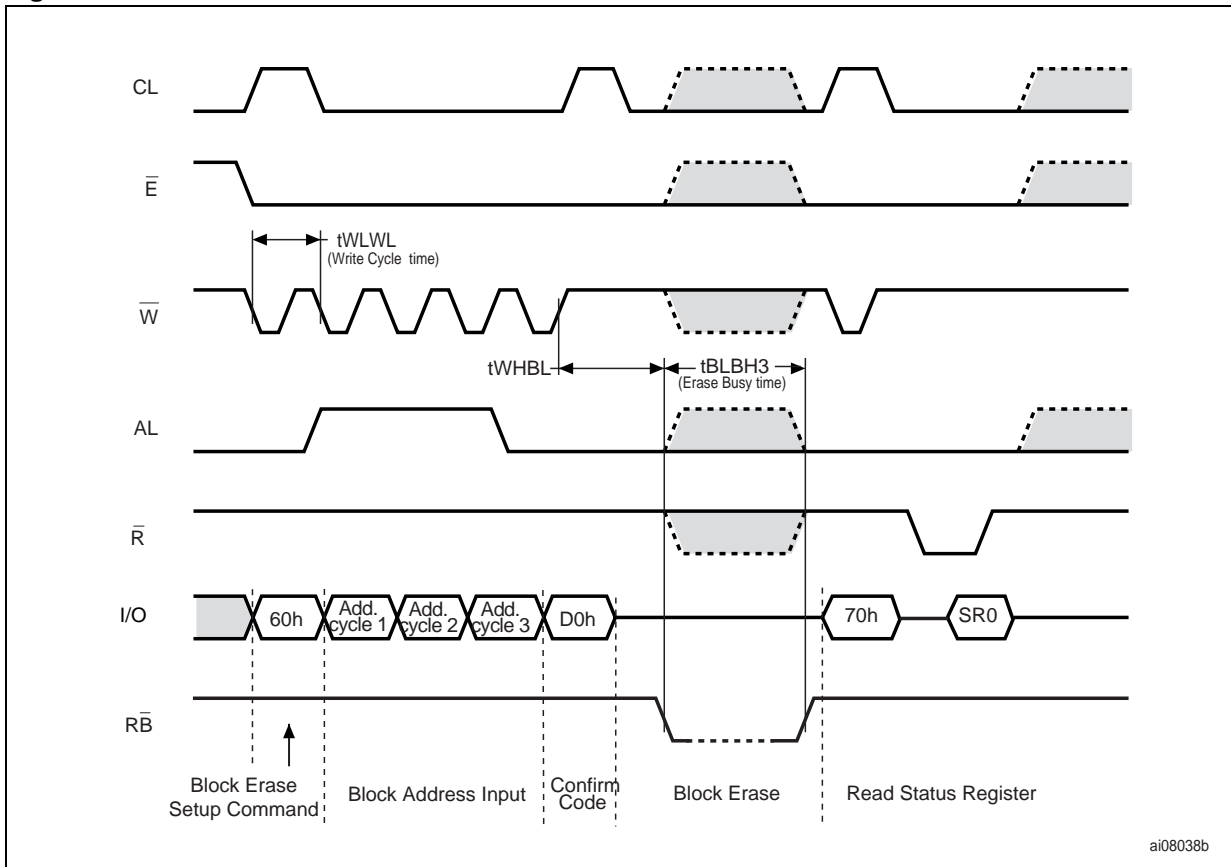 CL
E̅
tWLWL
(Write Cycle time)
W̅
tWHBL
tBLBH3
(Erase Busy time)
AL
R̅
I/O
60h
Add. cycle 1
Add. cycle 2
Add. cycle 3
D0h
70h
SR0
RB̅
Block Erase
Setup Command
Block Address Input
Confirm
Code
Block Erase
Read Status Register
ai08038b